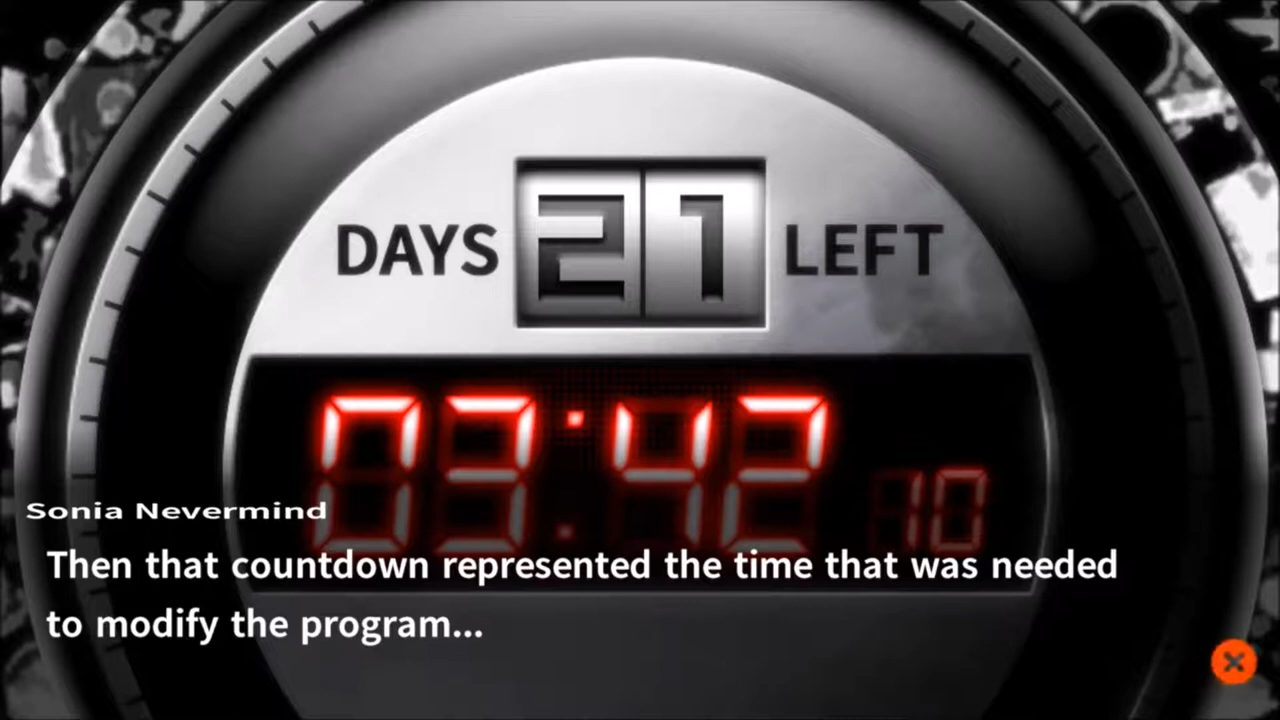 DAYS 21 LEFT
03:42 10
Sonia Nevermind
Then that countdown represented the time that was needed
to modify the program...